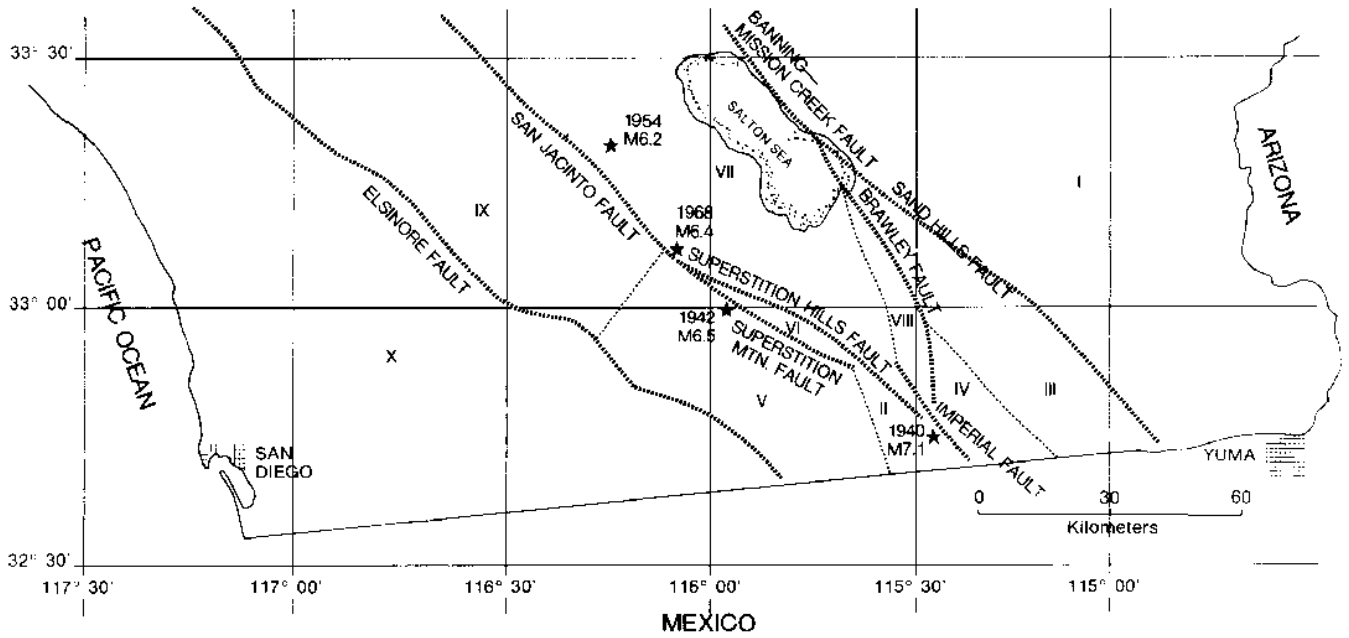 33° 30'
33° 00'
32° 30'
117° 30'
117° 00'
116° 30'
116° 00'
115° 30'
115° 00'
BANNING—
MISSION CREEK FAULT
SAND HILLS FAULT
SALTON SEA
BRAWLEY FAULT
SAN JACINTO FAULT
ELSINORE FAULT
SUPERSTITION HILLS FAULT
SUPERSTITION
MTN. FAULT
IMPERIAL FAULT
1954
M6.2
1968
M6.4
1942
M6.5
1940
M7.1
I
II
III
IV
V
VI
VII
VIII
IX
X
PACIFIC OCEAN
SAN
DIEGO
ARIZONA
YUMA
0 30 60
Kilometers
MEXICO